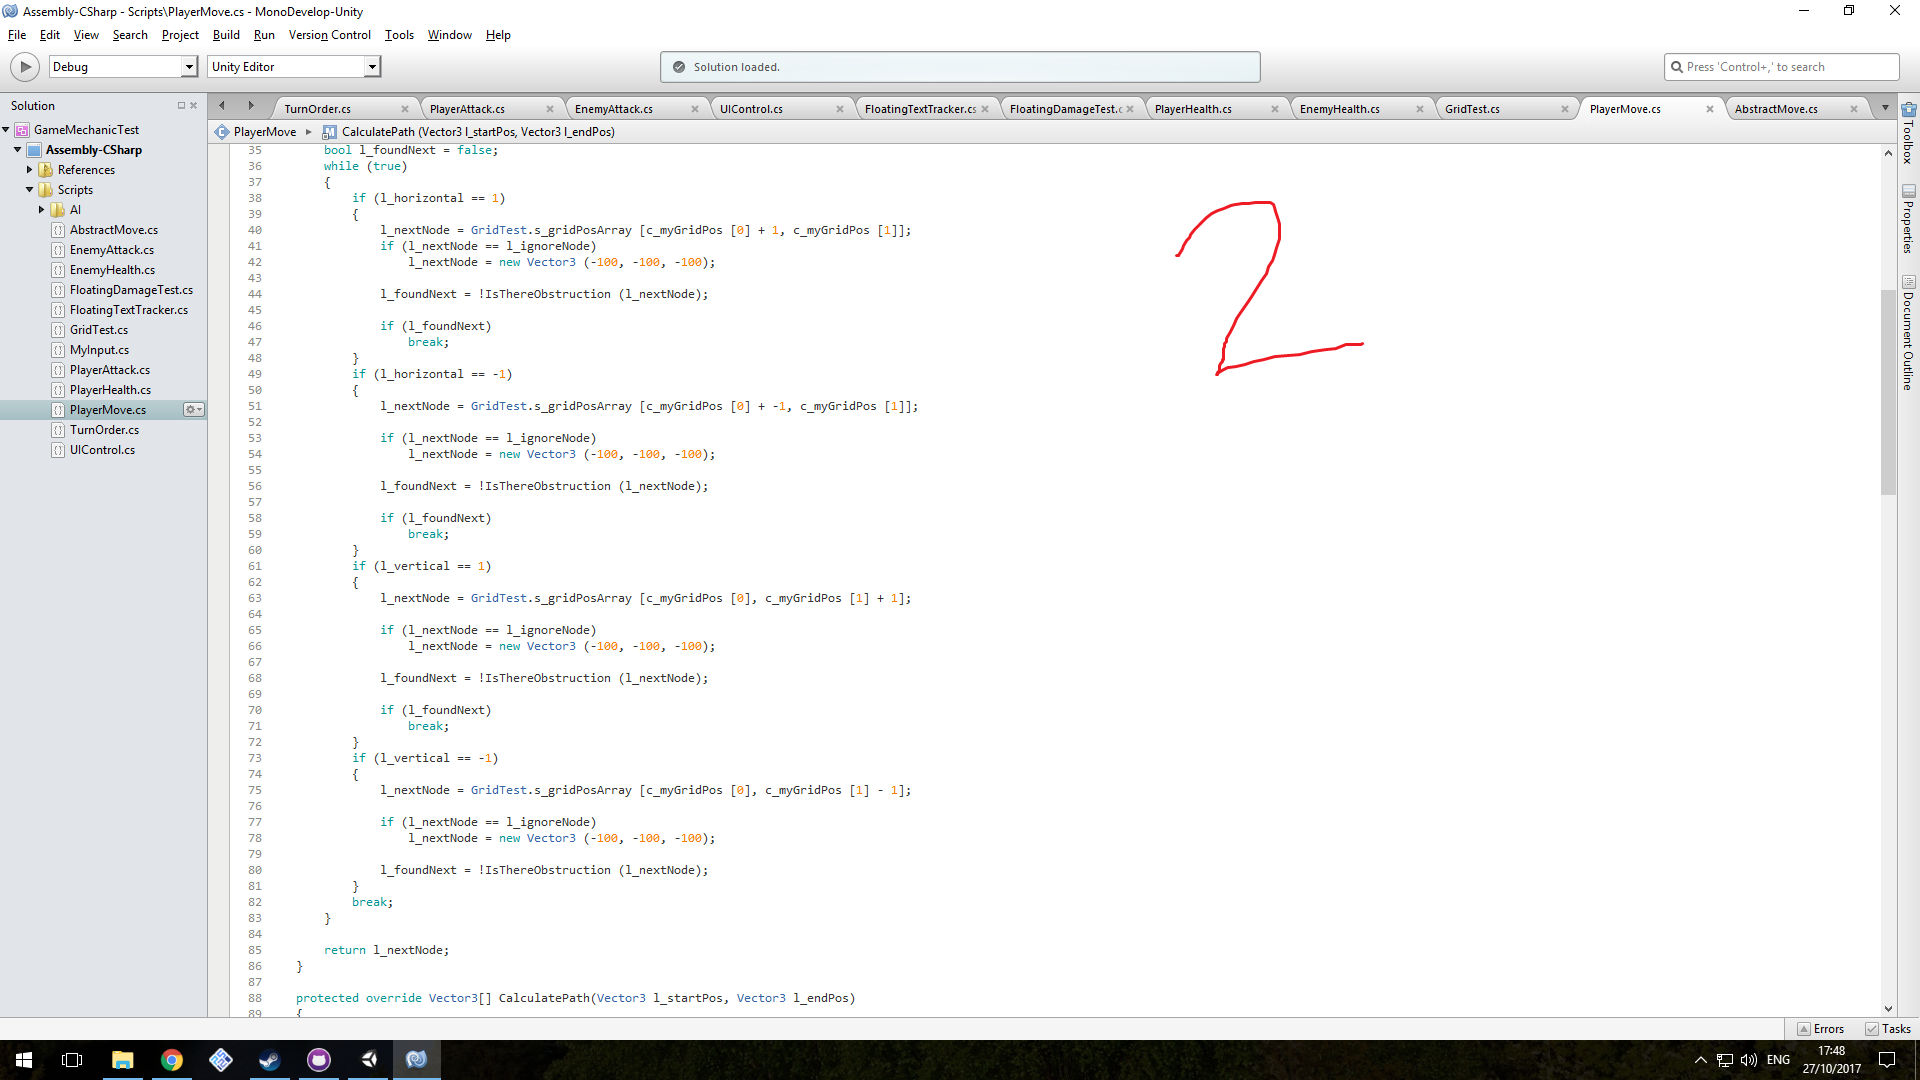 Assembly-CSharp - Scripts\PlayerMove.cs - MonoDevelop-Unity
File Edit View Search Project Build Run Version Control Tools Window Help
Debug Unity Editor Solution loaded. Press 'Control+,' to search
Solution
GameMechanicTest
Assembly-CSharp
References
Scripts
AI
AbstractMove.cs
EnemyAttack.cs
EnemyHealth.cs
FloatingDamageTest.cs
FloatingTextTracker.cs
GridTest.cs
MyInput.cs
PlayerAttack.cs
PlayerHealth.cs
PlayerMove.cs
TurnOrder.cs
UIControl.cs
TurnOrder.cs PlayerAttack.cs EnemyAttack.cs UIControl.cs FloatingTextTracker.cs FloatingDamageTest.c PlayerHealth.cs EnemyHealth.cs GridTest.cs PlayerMove.cs AbstractMove.cs
PlayerMove CalculatePath (Vector3 l_startPos, Vector3 l_endPos)
35 bool l_foundNext = false;
36 while (true)
37 {
38 if (l_horizontal == 1)
39 {
40 l_nextNode = GridTest.s_gridPosArray [c_myGridPos [0] + 1, c_myGridPos [1]];
41 if (l_nextNode == l_ignoreNode)
42 l_nextNode = new Vector3 (-100, -100, -100);
43
44 l_foundNext = !IsThereObstruction (l_nextNode);
45
46 if (l_foundNext)
47 break;
48 }
49 if (l_horizontal == -1)
50 {
51 l_nextNode = GridTest.s_gridPosArray [c_myGridPos [0] + -1, c_myGridPos [1]];
52
53 if (l_nextNode == l_ignoreNode)
54 l_nextNode = new Vector3 (-100, -100, -100);
55
56 l_foundNext = !IsThereObstruction (l_nextNode);
57
58 if (l_foundNext)
59 break;
60 }
61 if (l_vertical == 1)
62 {
63 l_nextNode = GridTest.s_gridPosArray [c_myGridPos [0], c_myGridPos [1] + 1];
64
65 if (l_nextNode == l_ignoreNode)
66 l_nextNode = new Vector3 (-100, -100, -100);
67
68 l_foundNext = !IsThereObstruction (l_nextNode);
69
70 if (l_foundNext)
71 break;
72 }
73 if (l_vertical == -1)
74 {
75 l_nextNode = GridTest.s_gridPosArray [c_myGridPos [0], c_myGridPos [1] - 1];
76
77 if (l_nextNode == l_ignoreNode)
78 l_nextNode = new Vector3 (-100, -100, -100);
79
80 l_foundNext = !IsThereObstruction (l_nextNode);
81 }
82 break;
83 }
84
85 return l_nextNode;
86 }
87
88 protected override Vector3[] CalculatePath(Vector3 l_startPos, Vector3 l_endPos)
89 {
2
Toolbox
Properties
Document Outline
Errors Tasks
ENG 17:48
27/10/2017